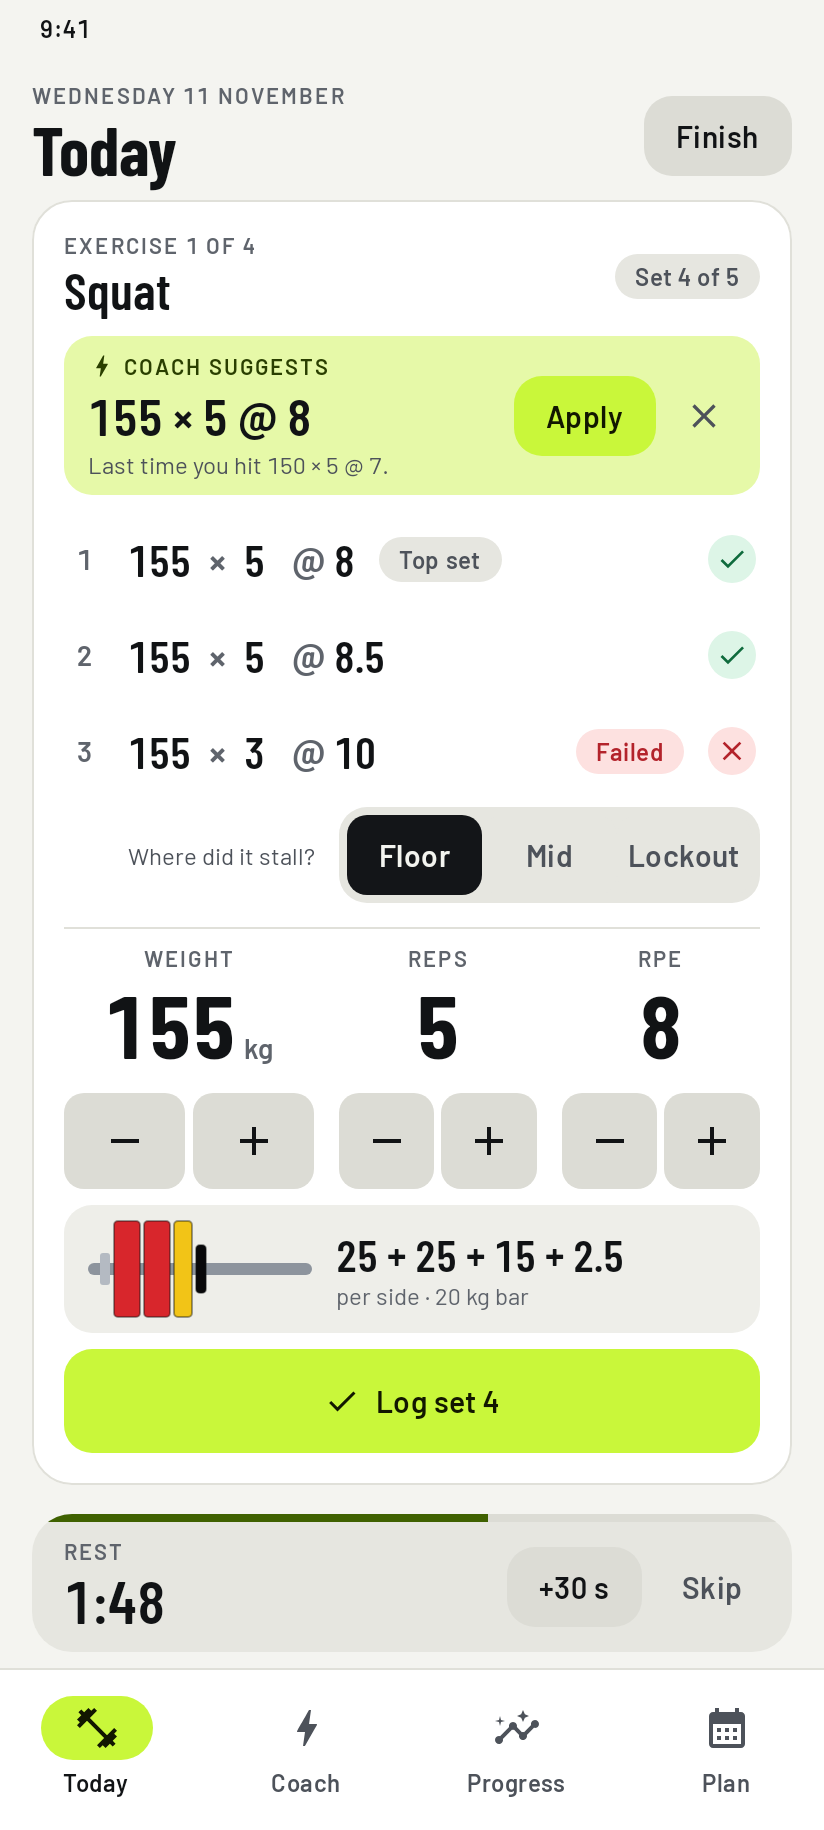 9:41
WEDNESDAY 11 NOVEMBER
Today
Finish
EXERCISE 1 OF 4
Squat
Set 4 of 5
COACH SUGGESTS
155 × 5 @ 8
Last time you hit 150 × 5 @ 7.
Apply
1 155 × 5 @ 8 Top set
2 155 × 5 @ 8.5
3 155 × 3 @ 10 Failed
Where did it stall? Floor Mid Lockout
WEIGHT REPS RPE
155 kg 5 8
25 + 25 + 15 + 2.5
per side · 20 kg bar
Log set 4
REST
1:48
+30 s Skip
Today Coach Progress Plan